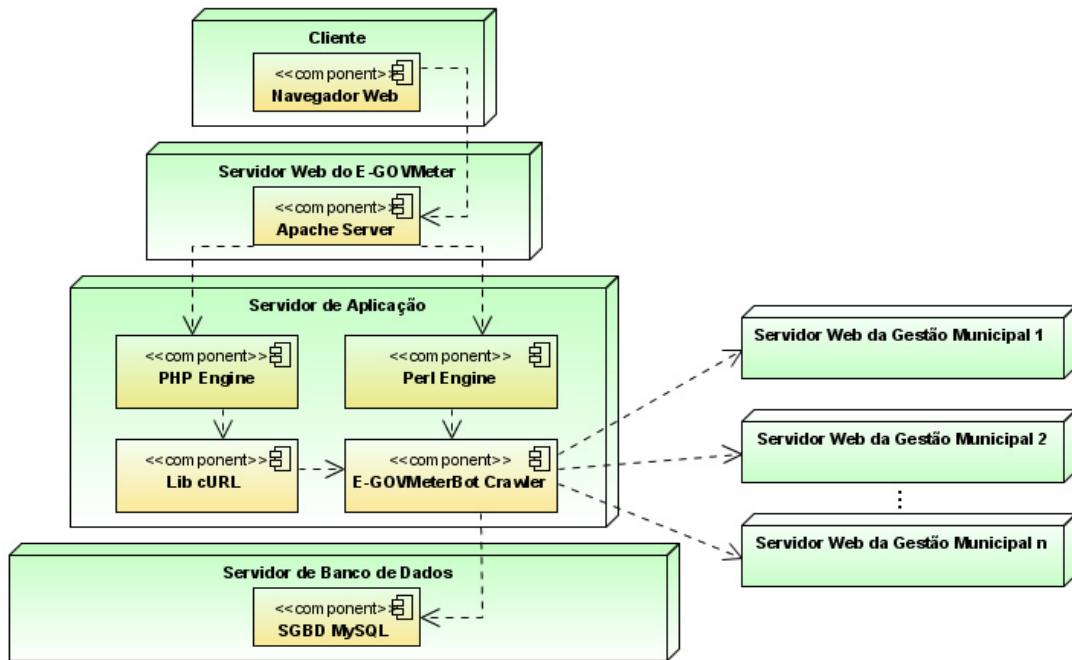 Cliente
<<component>>
Navegador Web
Servidor Web do E-GOVMeter
<<component>>
Apache Server
Servidor de Aplicação
<<component>>
PHP Engine
<<component>>
Perl Engine
<<component>>
Lib cURL
<<component>>
E-GOVMeterBot Crawler
Servidor Web da Gestão Municipal 1
Servidor Web da Gestão Municipal 2
⋮
Servidor Web da Gestão Municipal n
Servidor de Banco de Dados
<<component>>
SGBD MySQL